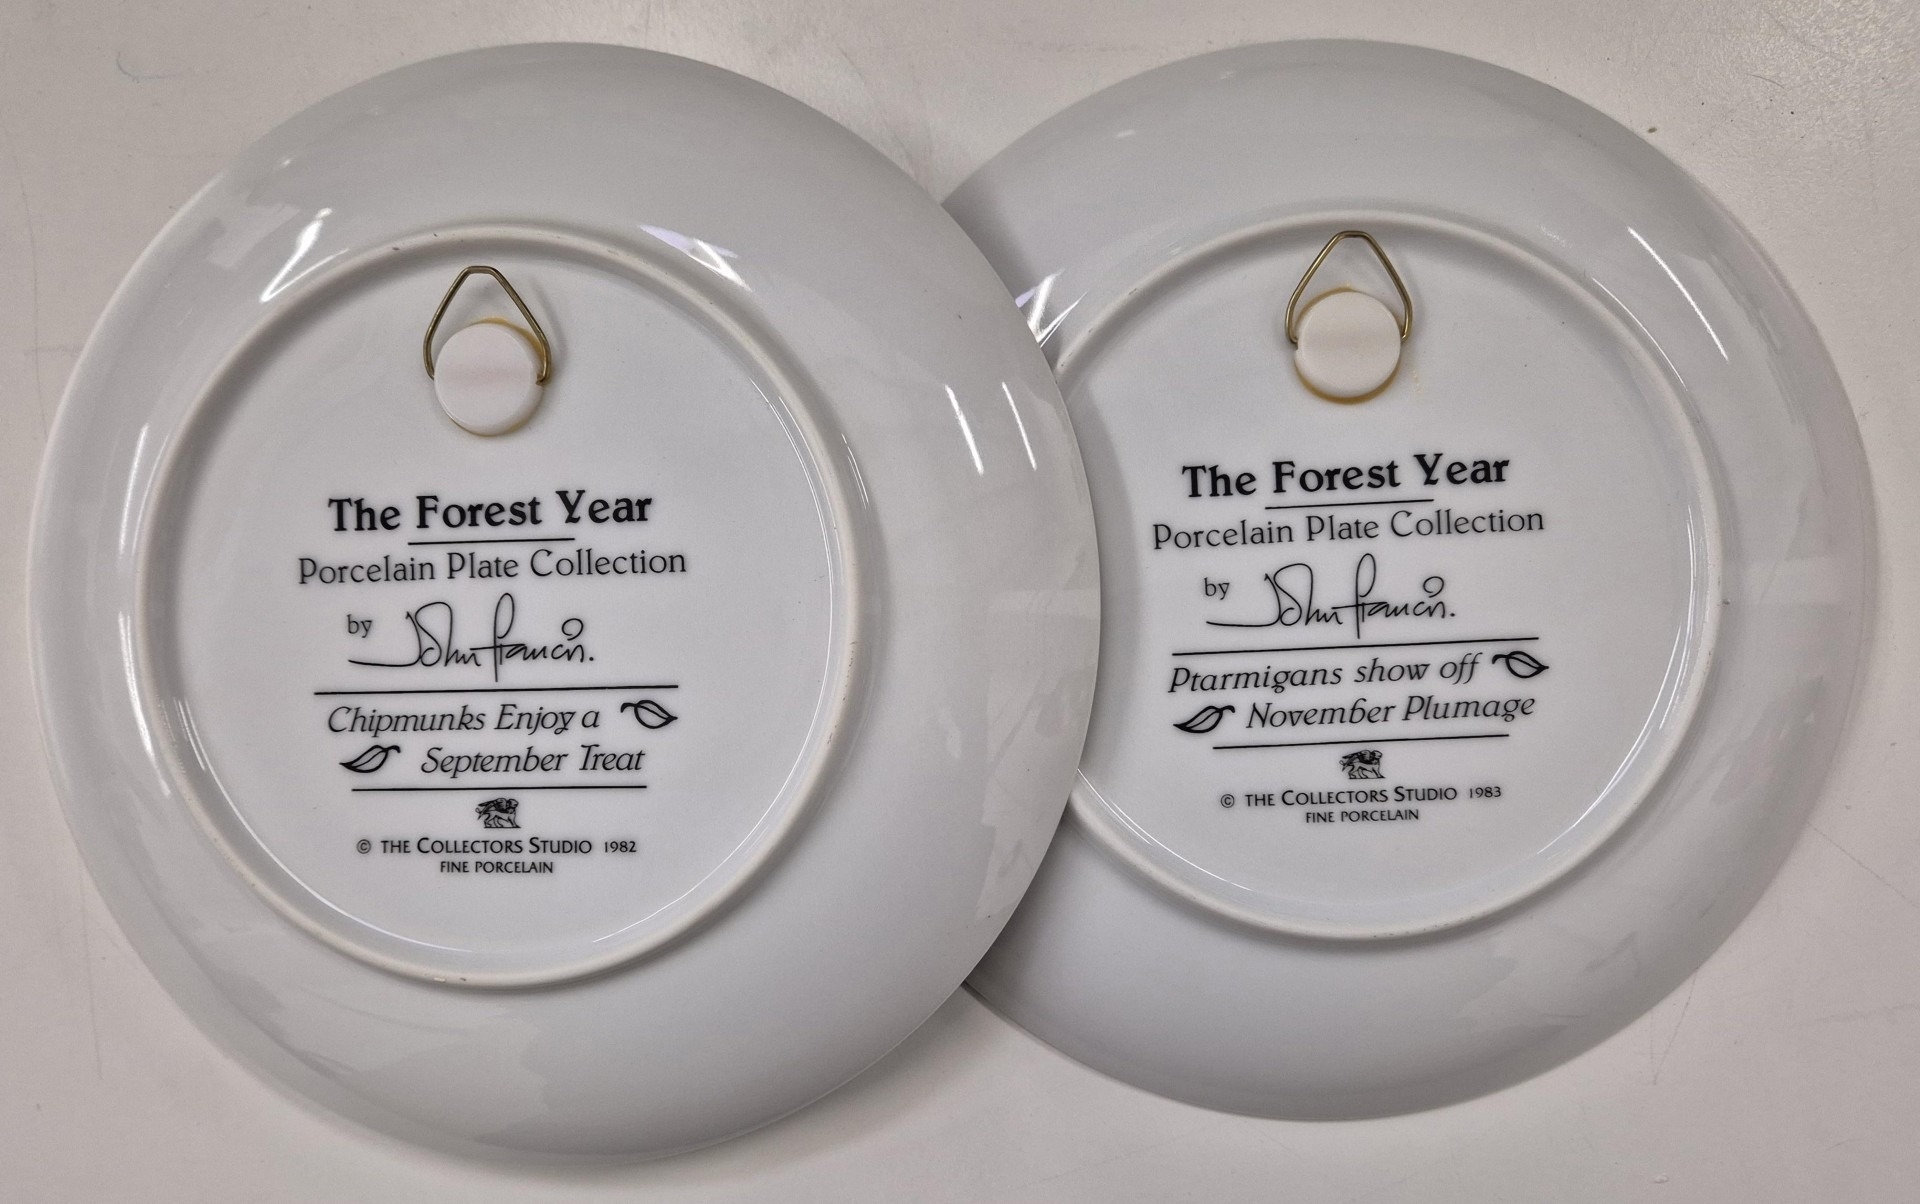 The Forest Year
Porcelain Plate Collection
by John Francis.
Chipmunks Enjoy a
September Treat
© THE COLLECTORS STUDIO 1982
FINE PORCELAIN
The Forest Year
Porcelain Plate Collection
by John Francis.
Ptarmigans show off
November Plumage
© THE COLLECTORS STUDIO 1983
FINE PORCELAIN